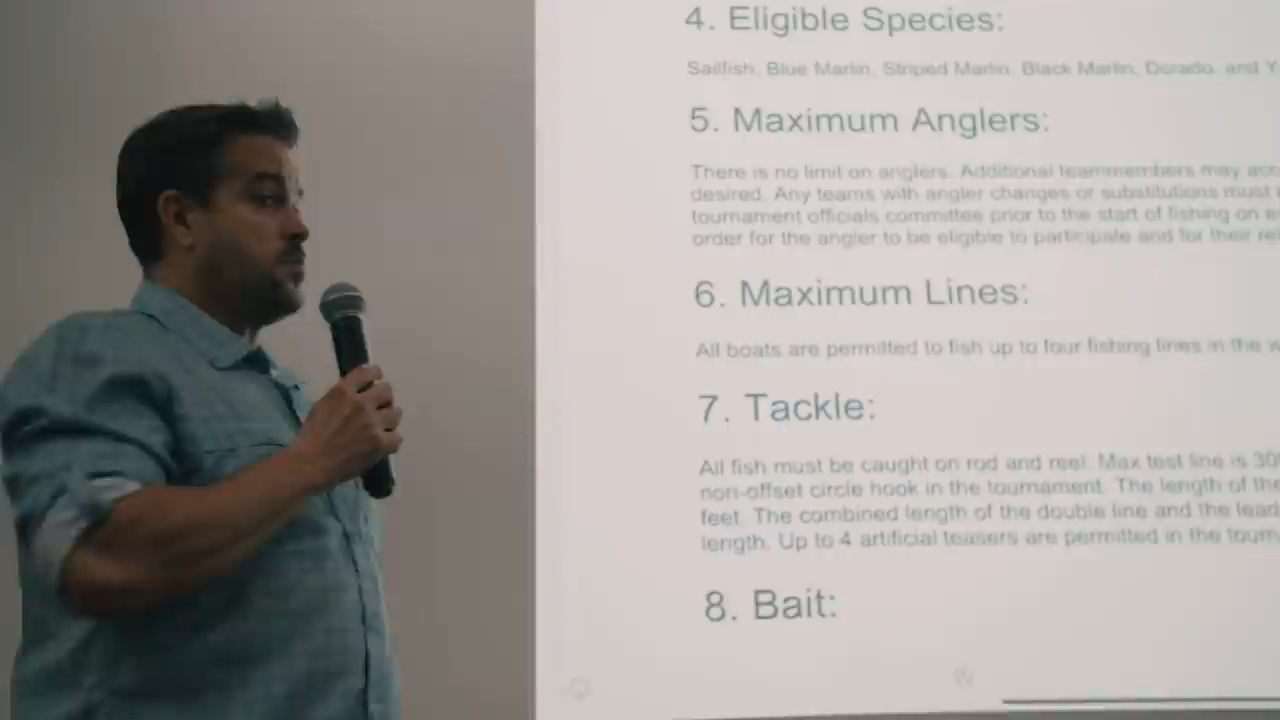 4. Eligible Species:
Sailfish, Blue Marlin, Striped Marlin, Black Marlin, Dorado, and Y
5. Maximum Anglers:
There is no limit on anglers. Additional teammembers may acc
desired. Any teams with angler changes or substitutions must
tournament officials committee prior to the start of fishing on e
order for the angler to be eligible to participate and for their re
6. Maximum Lines:
All boats are permitted to fish up to four fishing lines in the w
7. Tackle:
All fish must be caught on rod and reel. Max test line is 30
non-offset circle hook in the tournament. The length of the
feet. The combined length of the double line and the lead
length. Up to 4 artificial teasers are permitted in the tourn
8. Bait: